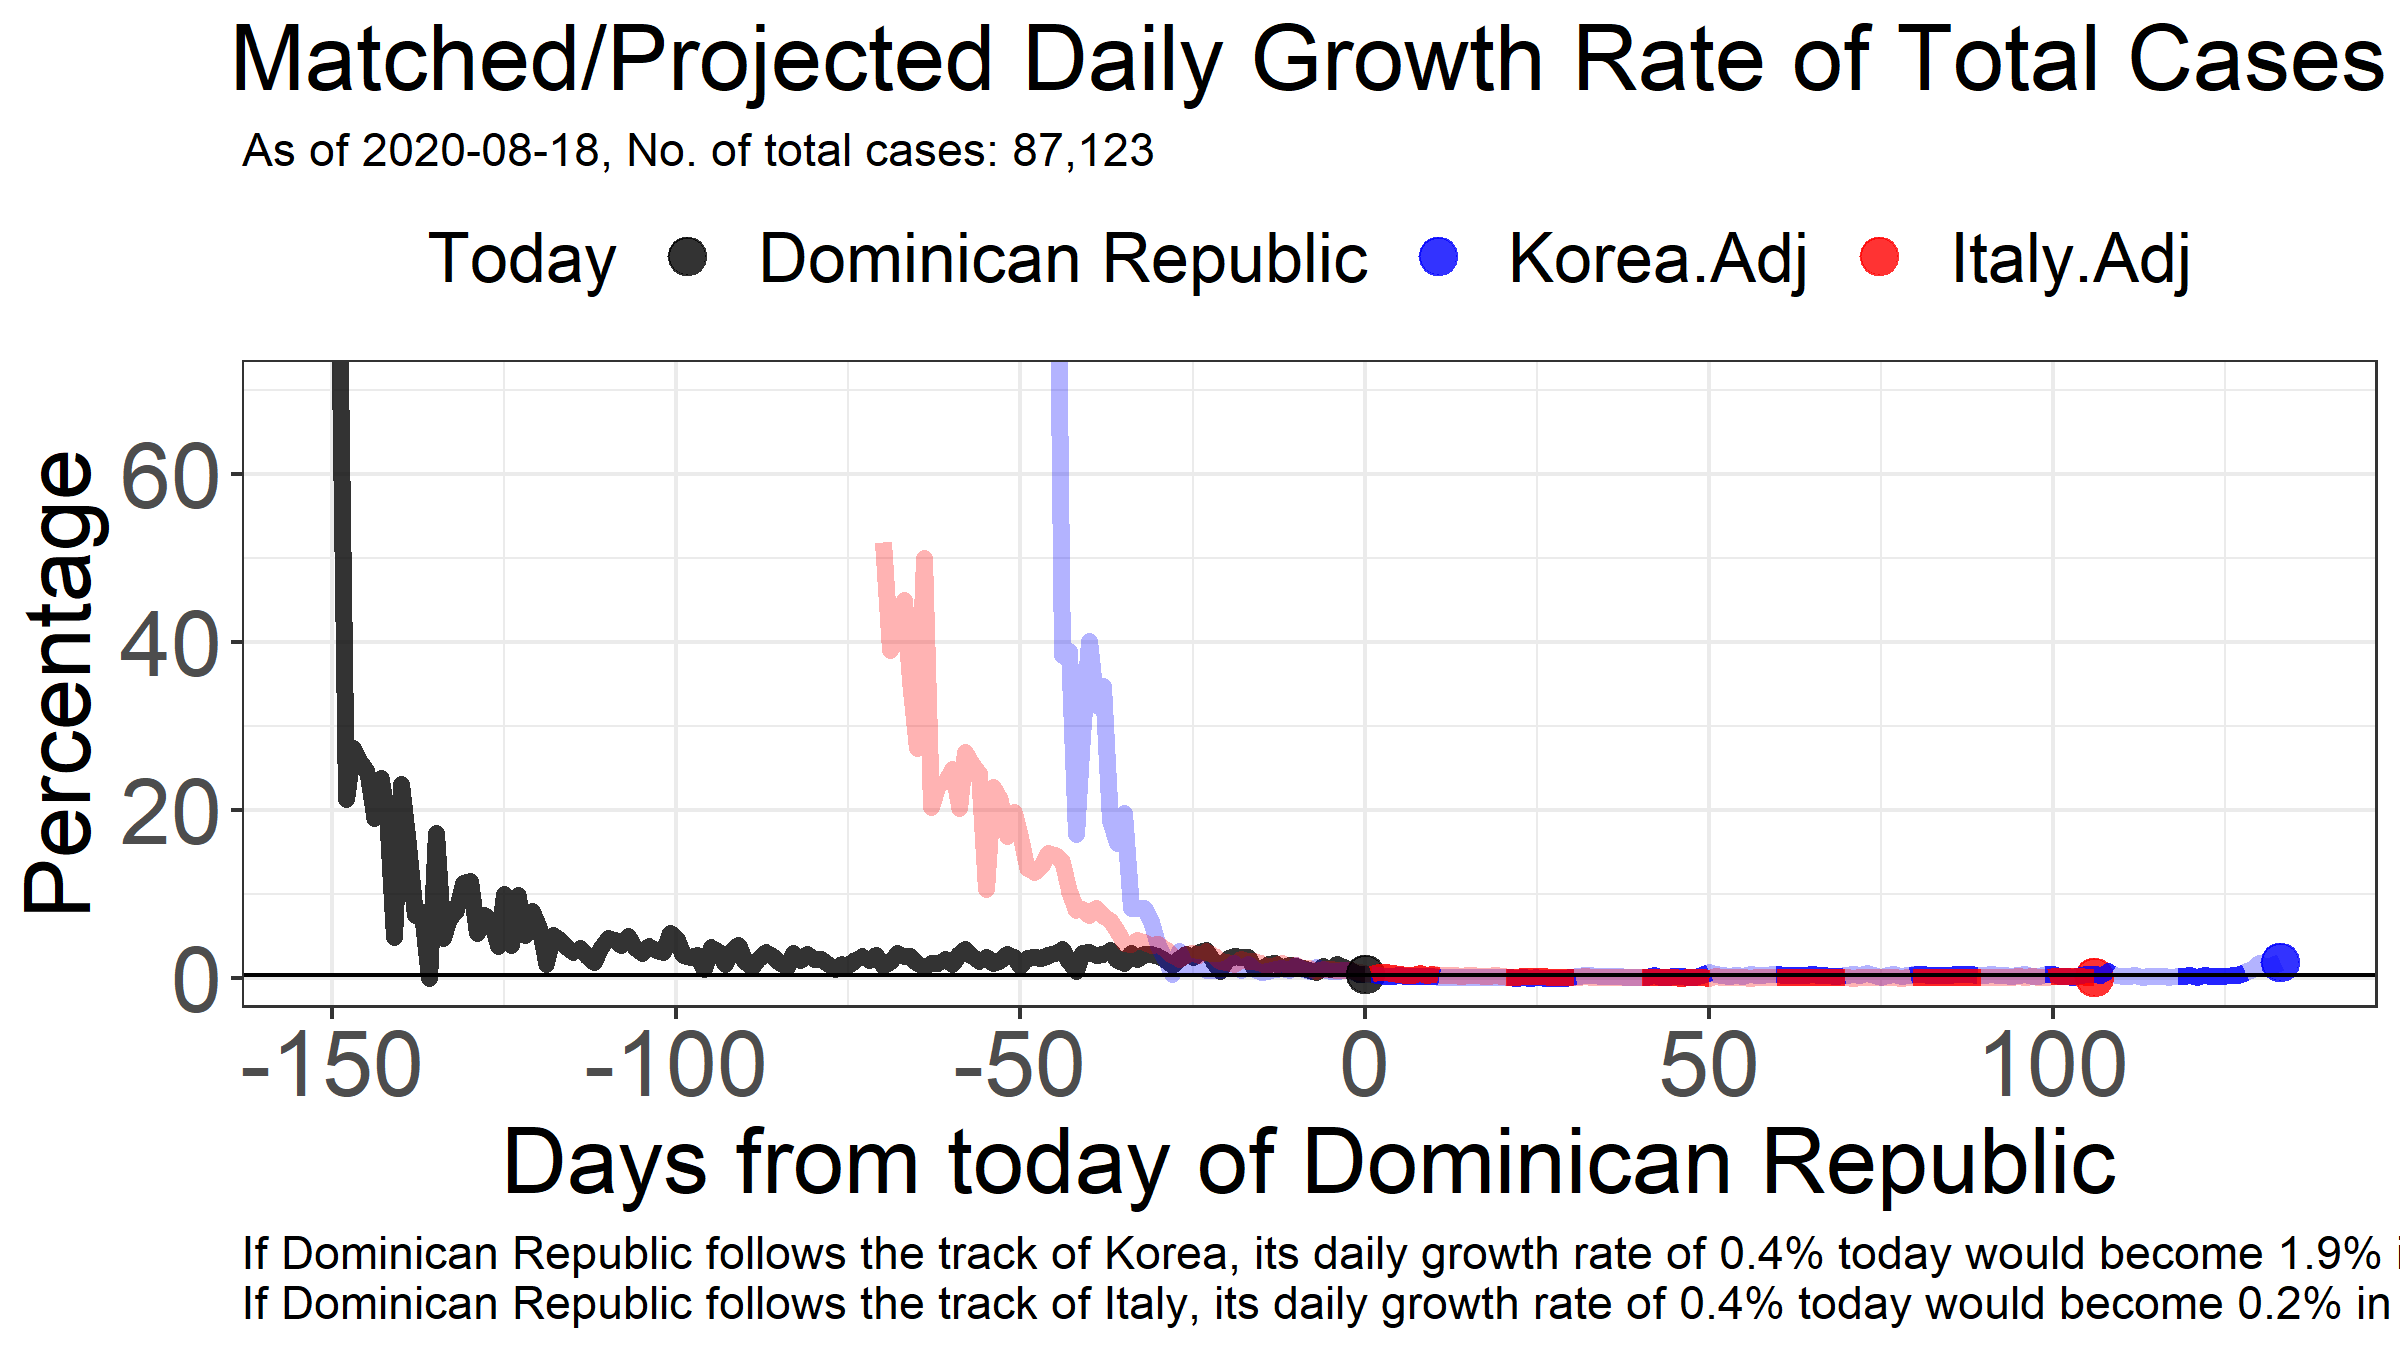 Matched/Projected Daily Growth Rate of Total Cases
As of 2020-08-18, No. of total cases: 87,123
Today Dominican Republic Korea.Adj Italy.Adj
Percentage
60
40
20
0
-150 -100 -50 0 50 100
Days from today of Dominican Republic
If Dominican Republic follows the track of Korea, its daily growth rate of 0.4% today would become 1.9%
If Dominican Republic follows the track of Italy, its daily growth rate of 0.4% today would become 0.2% in